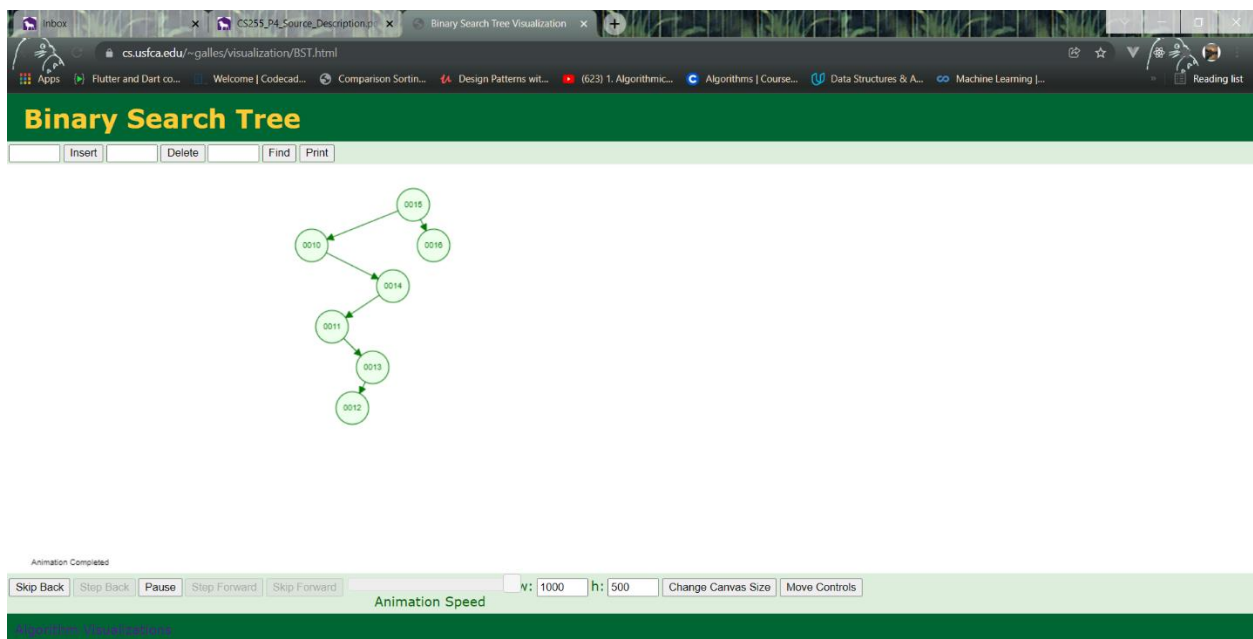 Inbox CS255_P4_Source_Description.p Binary Search Tree Visualization
cs.usfca.edu/~galles/visualization/BST.html
Apps Flutter and Dart co... Welcome | Codecad... Comparison Sortin... Design Patterns wit... (623) 1. Algorithmic... Algorithms | Course... Data Structures & A... Machine Learning |... Reading list
Binary Search Tree
Insert Delete Find Print
0015
0010 0016
0014
0011
0013
0012
Animation Completed
Skip Back Step Back Pause Step Forward Skip Forward w: 1000 h: 500 Change Canvas Size Move Controls
Animation Speed
Algorithm Visualizations